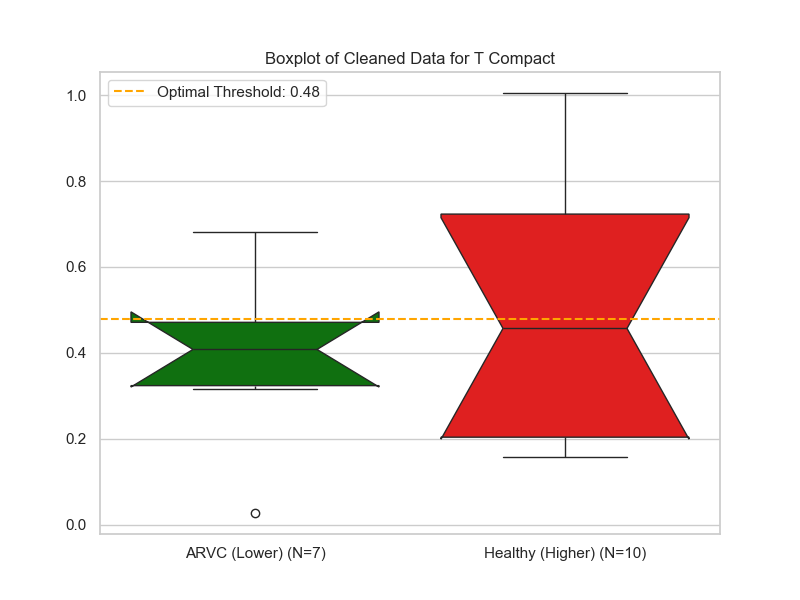 Boxplot of Cleaned Data for T Compact
Optimal Threshold: 0.48
1.0
0.8
0.6
0.4
0.2
0.0
ARVC (Lower) (N=7)
Healthy (Higher) (N=10)